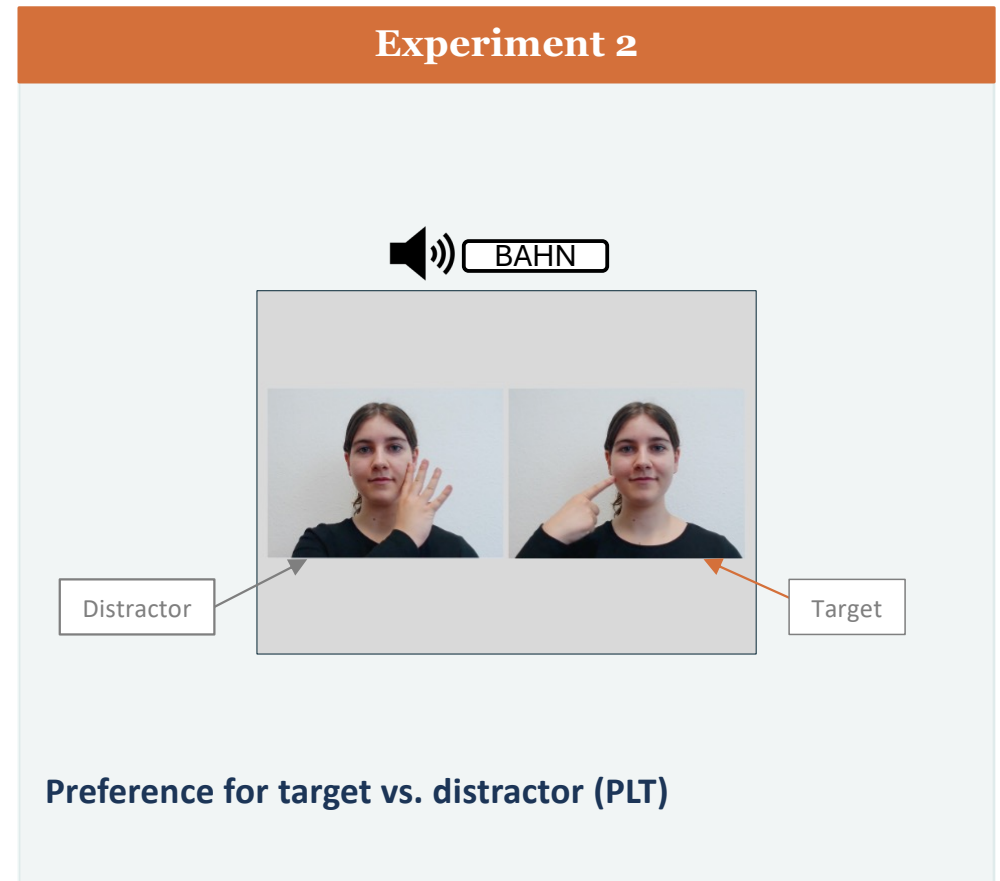 Experiment 2
BAHN
Distractor
Target
Preference for target vs. distractor (PLT)